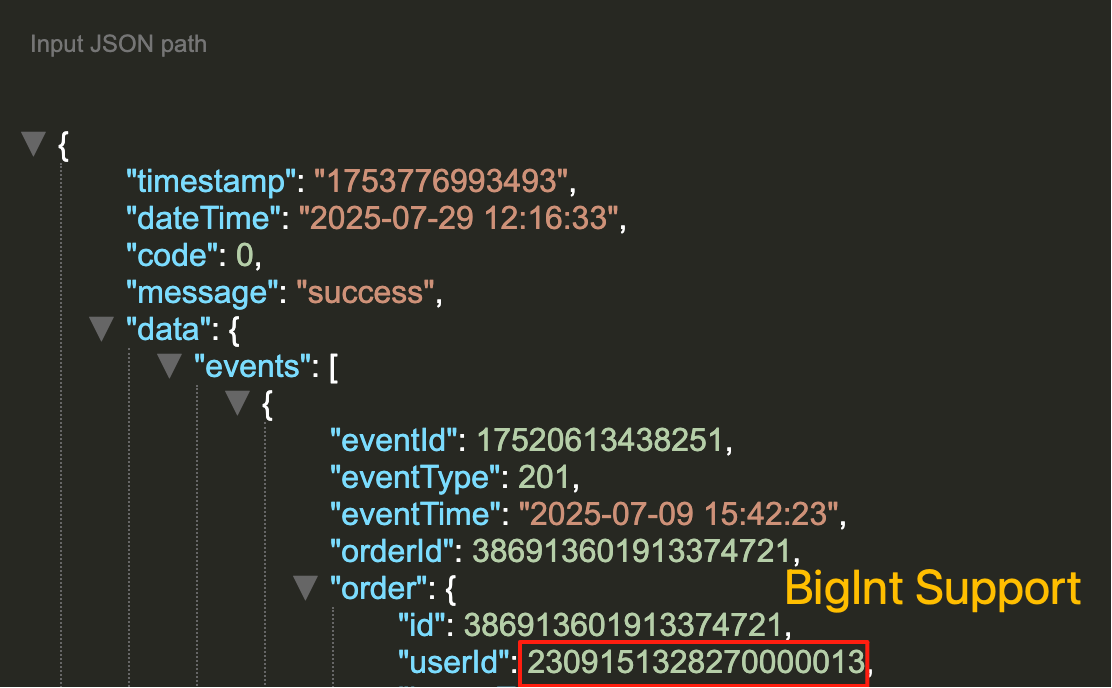 Input JSON path
{
"timestamp": "1753776993493",
"dateTime": "2025-07-29 12:16:33",
"code": 0,
"message": "success",
"data": {
"events": [
{
"eventId": 17520613438251,
"eventType": 201,
"eventTime": "2025-07-09 15:42:23",
"orderId": 386913601913374721,
"order": {
BigInt Support
"id": 386913601913374721,
"userId": 2309151328270000013,